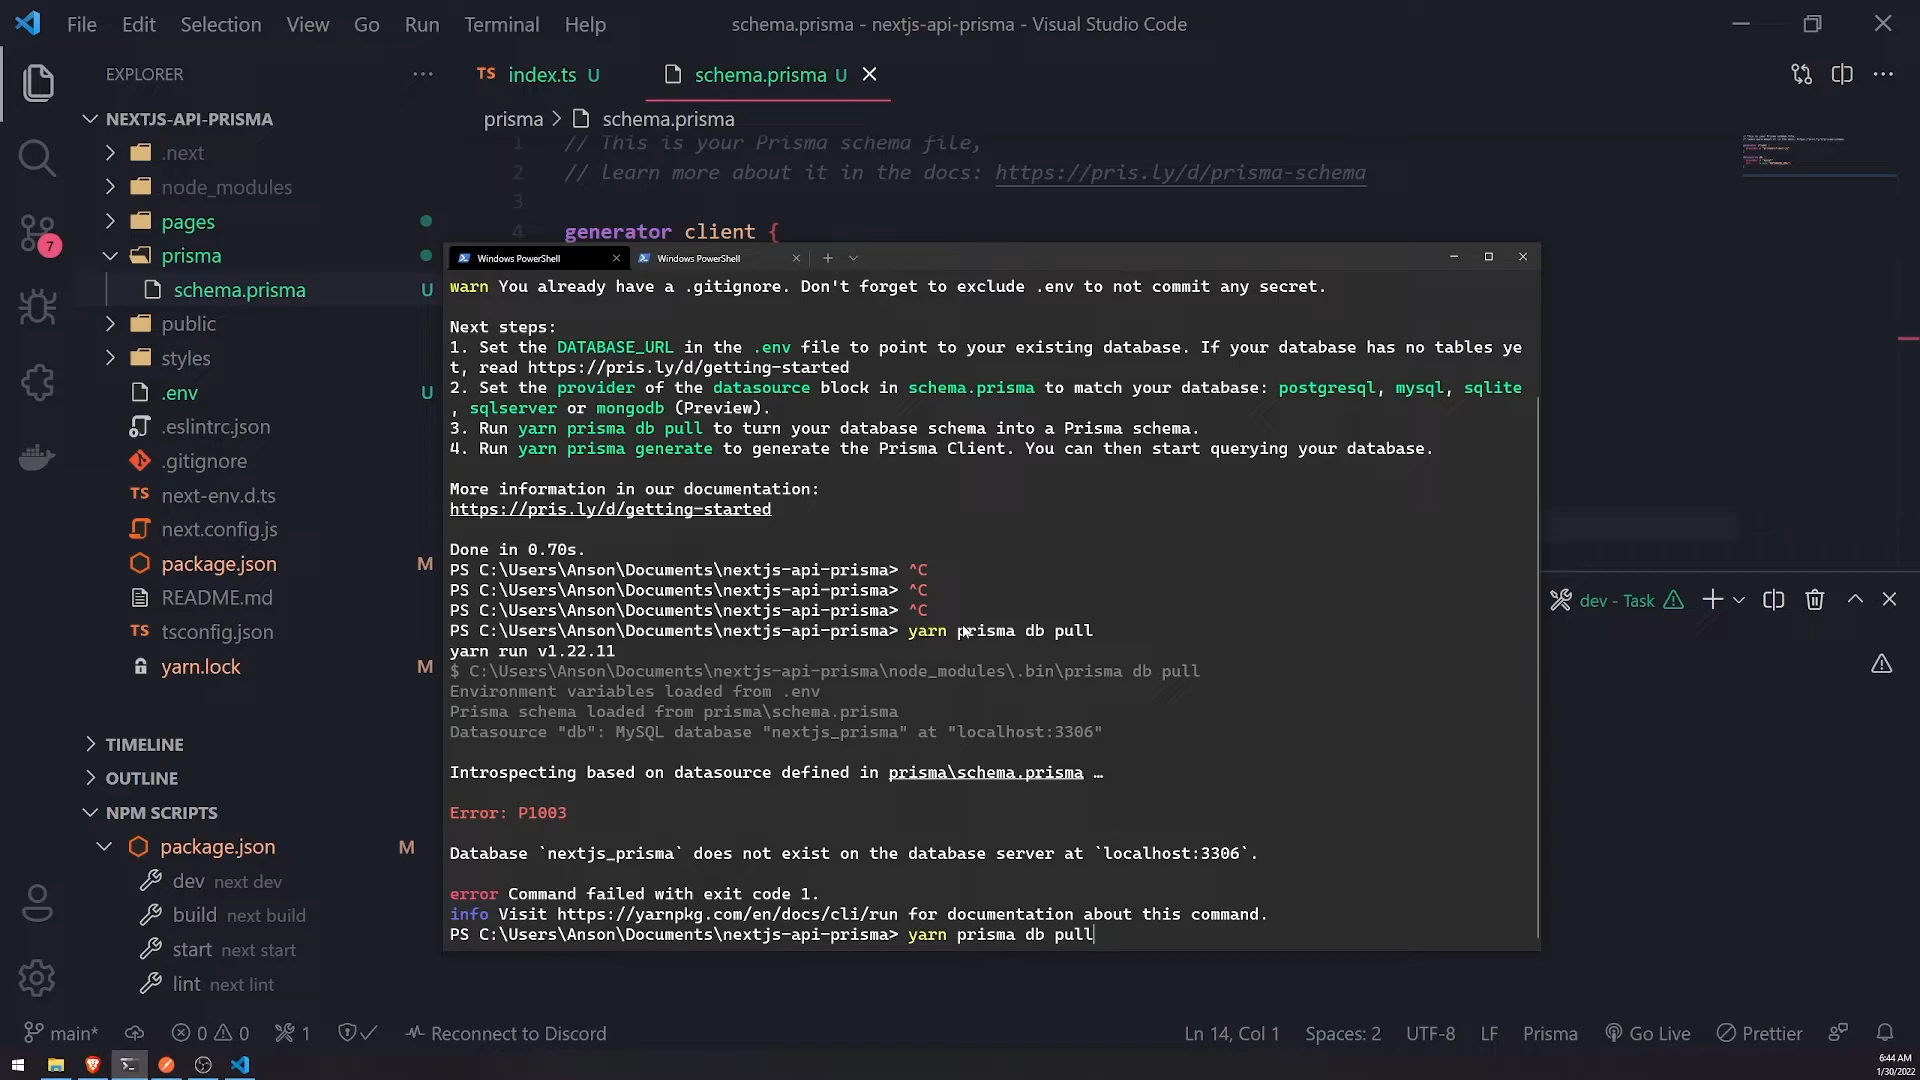 File Edit Selection View Go Run Terminal Help
schema.prisma - nextjs-api-prisma - Visual Studio Code
EXPLORER
TS index.ts U
schema.prisma U
NEXTJS-API-PRISMA
.next
node_modules
pages
prisma
schema.prisma U
public
styles
.env U
.eslintrc.json
.gitignore
TS next-env.d.ts
next.config.js
package.json M
README.md
TS tsconfig.json
yarn.lock M
TIMELINE
OUTLINE
NPM SCRIPTS
package.json M
dev next dev
build next build
start next start
lint next lint
7
prisma > schema.prisma
1 // This is your Prisma schema file,
2 // learn more about it in the docs: https://pris.ly/d/prisma-schema
3
4 generator client {
Windows PowerShell
Windows PowerShell
warn You already have a .gitignore. Don't forget to exclude .env to not commit any secret.
Next steps:
1. Set the DATABASE_URL in the .env file to point to your existing database. If your database has no tables ye
t, read https://pris.ly/d/getting-started
2. Set the provider of the datasource block in schema.prisma to match your database: postgresql, mysql, sqlite
, sqlserver or mongodb (Preview).
3. Run yarn prisma db pull to turn your database schema into a Prisma schema.
4. Run yarn prisma generate to generate the Prisma Client. You can then start querying your database.
More information in our documentation:
https://pris.ly/d/getting-started
Done in 0.70s.
PS C:\Users\Anson\Documents\nextjs-api-prisma> ^C
PS C:\Users\Anson\Documents\nextjs-api-prisma> ^C
PS C:\Users\Anson\Documents\nextjs-api-prisma> ^C
PS C:\Users\Anson\Documents\nextjs-api-prisma> yarn prisma db pull
yarn run v1.22.11
$ C:\Users\Anson\Documents\nextjs-api-prisma\node_modules\.bin\prisma db pull
Environment variables loaded from .env
Prisma schema loaded from prisma\schema.prisma
Datasource "db": MySQL database "nextjs_prisma" at "localhost:3306"
Introspecting based on datasource defined in prisma\schema.prisma …
Error: P1003
Database `nextjs_prisma` does not exist on the database server at `localhost:3306`.
error Command failed with exit code 1.
info Visit https://yarnpkg.com/en/docs/cli/run for documentation about this command.
PS C:\Users\Anson\Documents\nextjs-api-prisma> yarn prisma db pull
dev - Task
main* 0 0 1 Reconnect to Discord
Ln 14, Col 1 Spaces: 2 UTF-8 LF Prisma Go Live Prettier
6:44 AM
1/30/2022